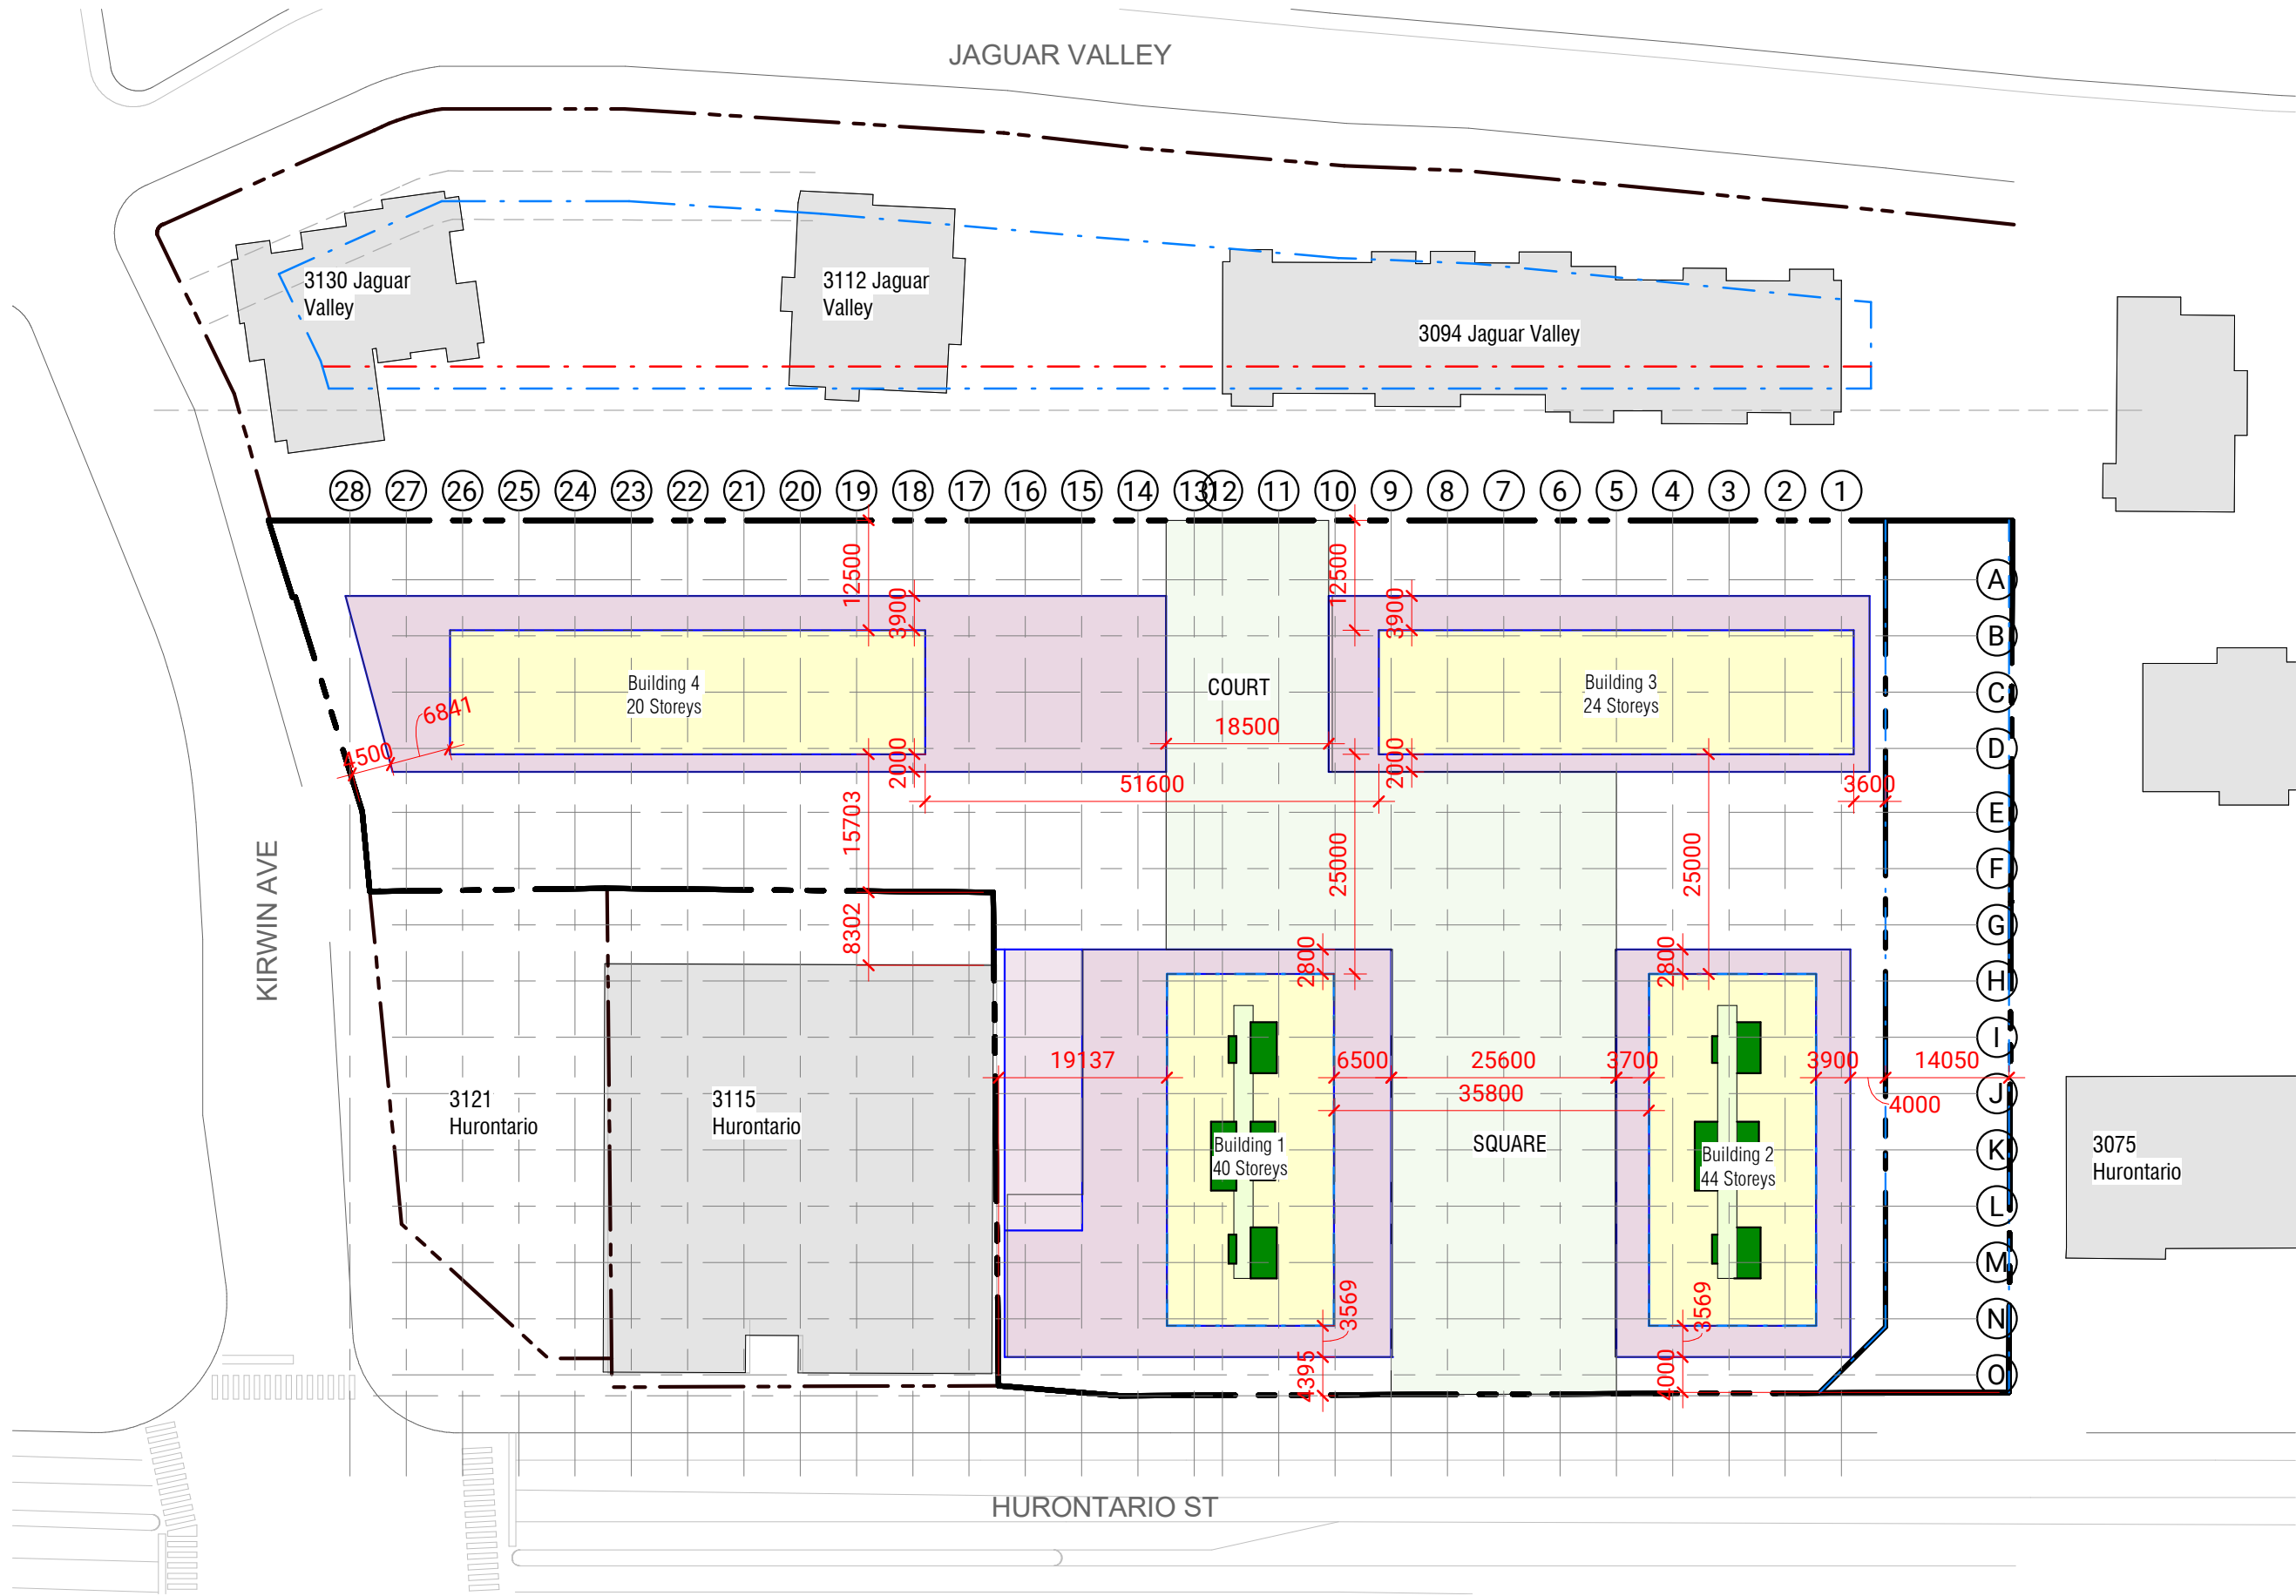 JAGUAR VALLEY
3130 Jaguar
Valley
3112 Jaguar
Valley
3094 Jaguar Valley
28 27 26 25 24 23 22 21 20 19 18 17 16 15 14 13 12 11 10 9 8 7 6 5 4 3 2 1
A
B
C
D
E
F
G
H
I
J
K
L
M
N
O
12500
3900
12500
3900
Building 4
20 Storeys
COURT
Building 3
24 Storeys
6841
4500
18500
2000
51600
2000
3600
15703
25000
25000
8302
KIRWIN AVE
2800
2800
19137
6500
25600
3700
3900
14050
35800
4000
3121
Hurontario
3115
Hurontario
Building 1
40 Storeys
SQUARE
Building 2
44 Storeys
3075
Hurontario
3569
3569
4395
4000
HURONTARIO ST